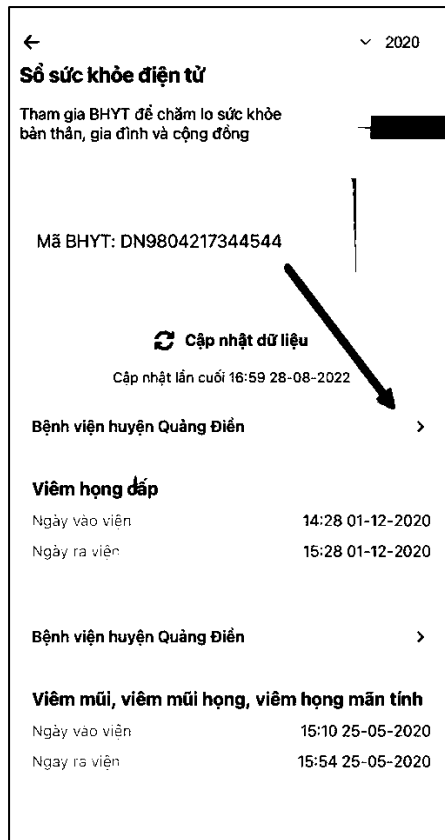 2020
Sổ sức khỏe điện tử
Tham gia BHYT để chăm lo sức khỏe
bản thân, gia đình và cộng đồng
Mã BHYT: DN9804217344544
Cập nhật dữ liệu
Cập nhật lần cuối 16:59 28-08-2022
Bệnh viện huyện Quảng Điền
Viêm họng cấp
Ngày vào viện 14:28 01-12-2020
Ngày ra viện 15:28 01-12-2020
Bệnh viện huyện Quảng Điền
Viêm mũi, viêm mũi họng, viêm họng mãn tính
Ngày vào viện 15:10 25-05-2020
Ngày ra viện 15:54 25-05-2020